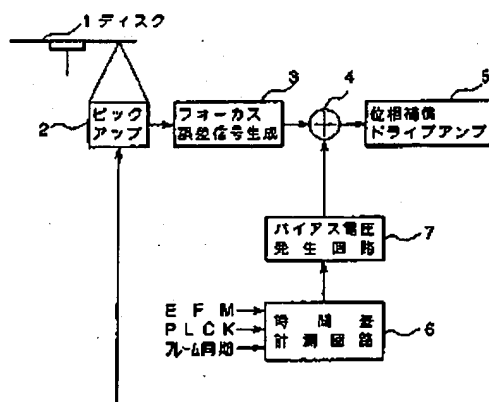 1 ディスク
2
ピック
アップ
3
フォーカス
誤差信号生成
4
5
位相補償
ドライブアンプ
バイアス電圧
発生回路
7
EFM
PLCK
フレーム同期
時間差
計測回路
6